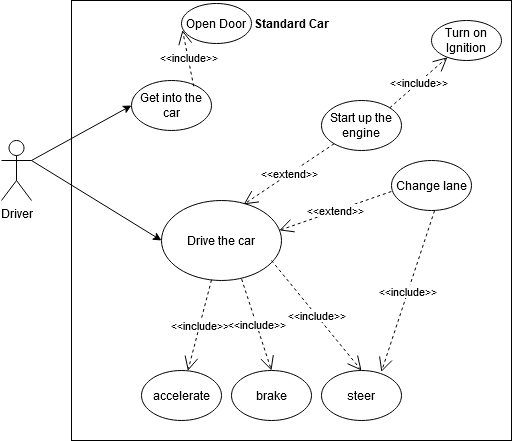 Open Door
Standard Car
Turn on
Ignition
<<include>>
<<include>>
Get into the
car
Start up the
engine
Driver
<<extend>>
Change lane
<<extend>>
Drive the car
<<include>>
<<include>>
<<include>>
<<include>>
<<include>>
accelerate
brake
steer